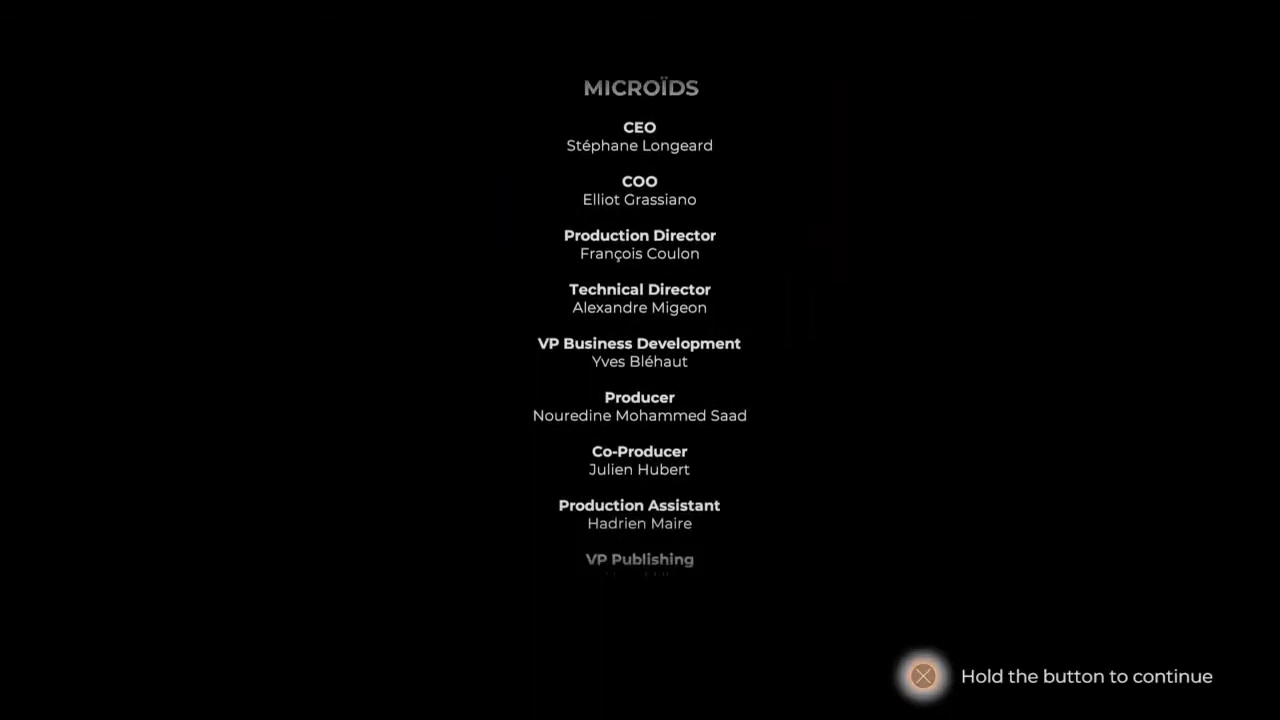 MICROÏDS
CEO
Stéphane Longeard
COO
Elliot Grassiano
Production Director
François Coulon
Technical Director
Alexandre Migeon
VP Business Development
Yves Bléhaut
Producer
Nouredine Mohammed Saad
Co-Producer
Julien Hubert
Production Assistant
Hadrien Maire
VP Publishing
Hold the button to continue